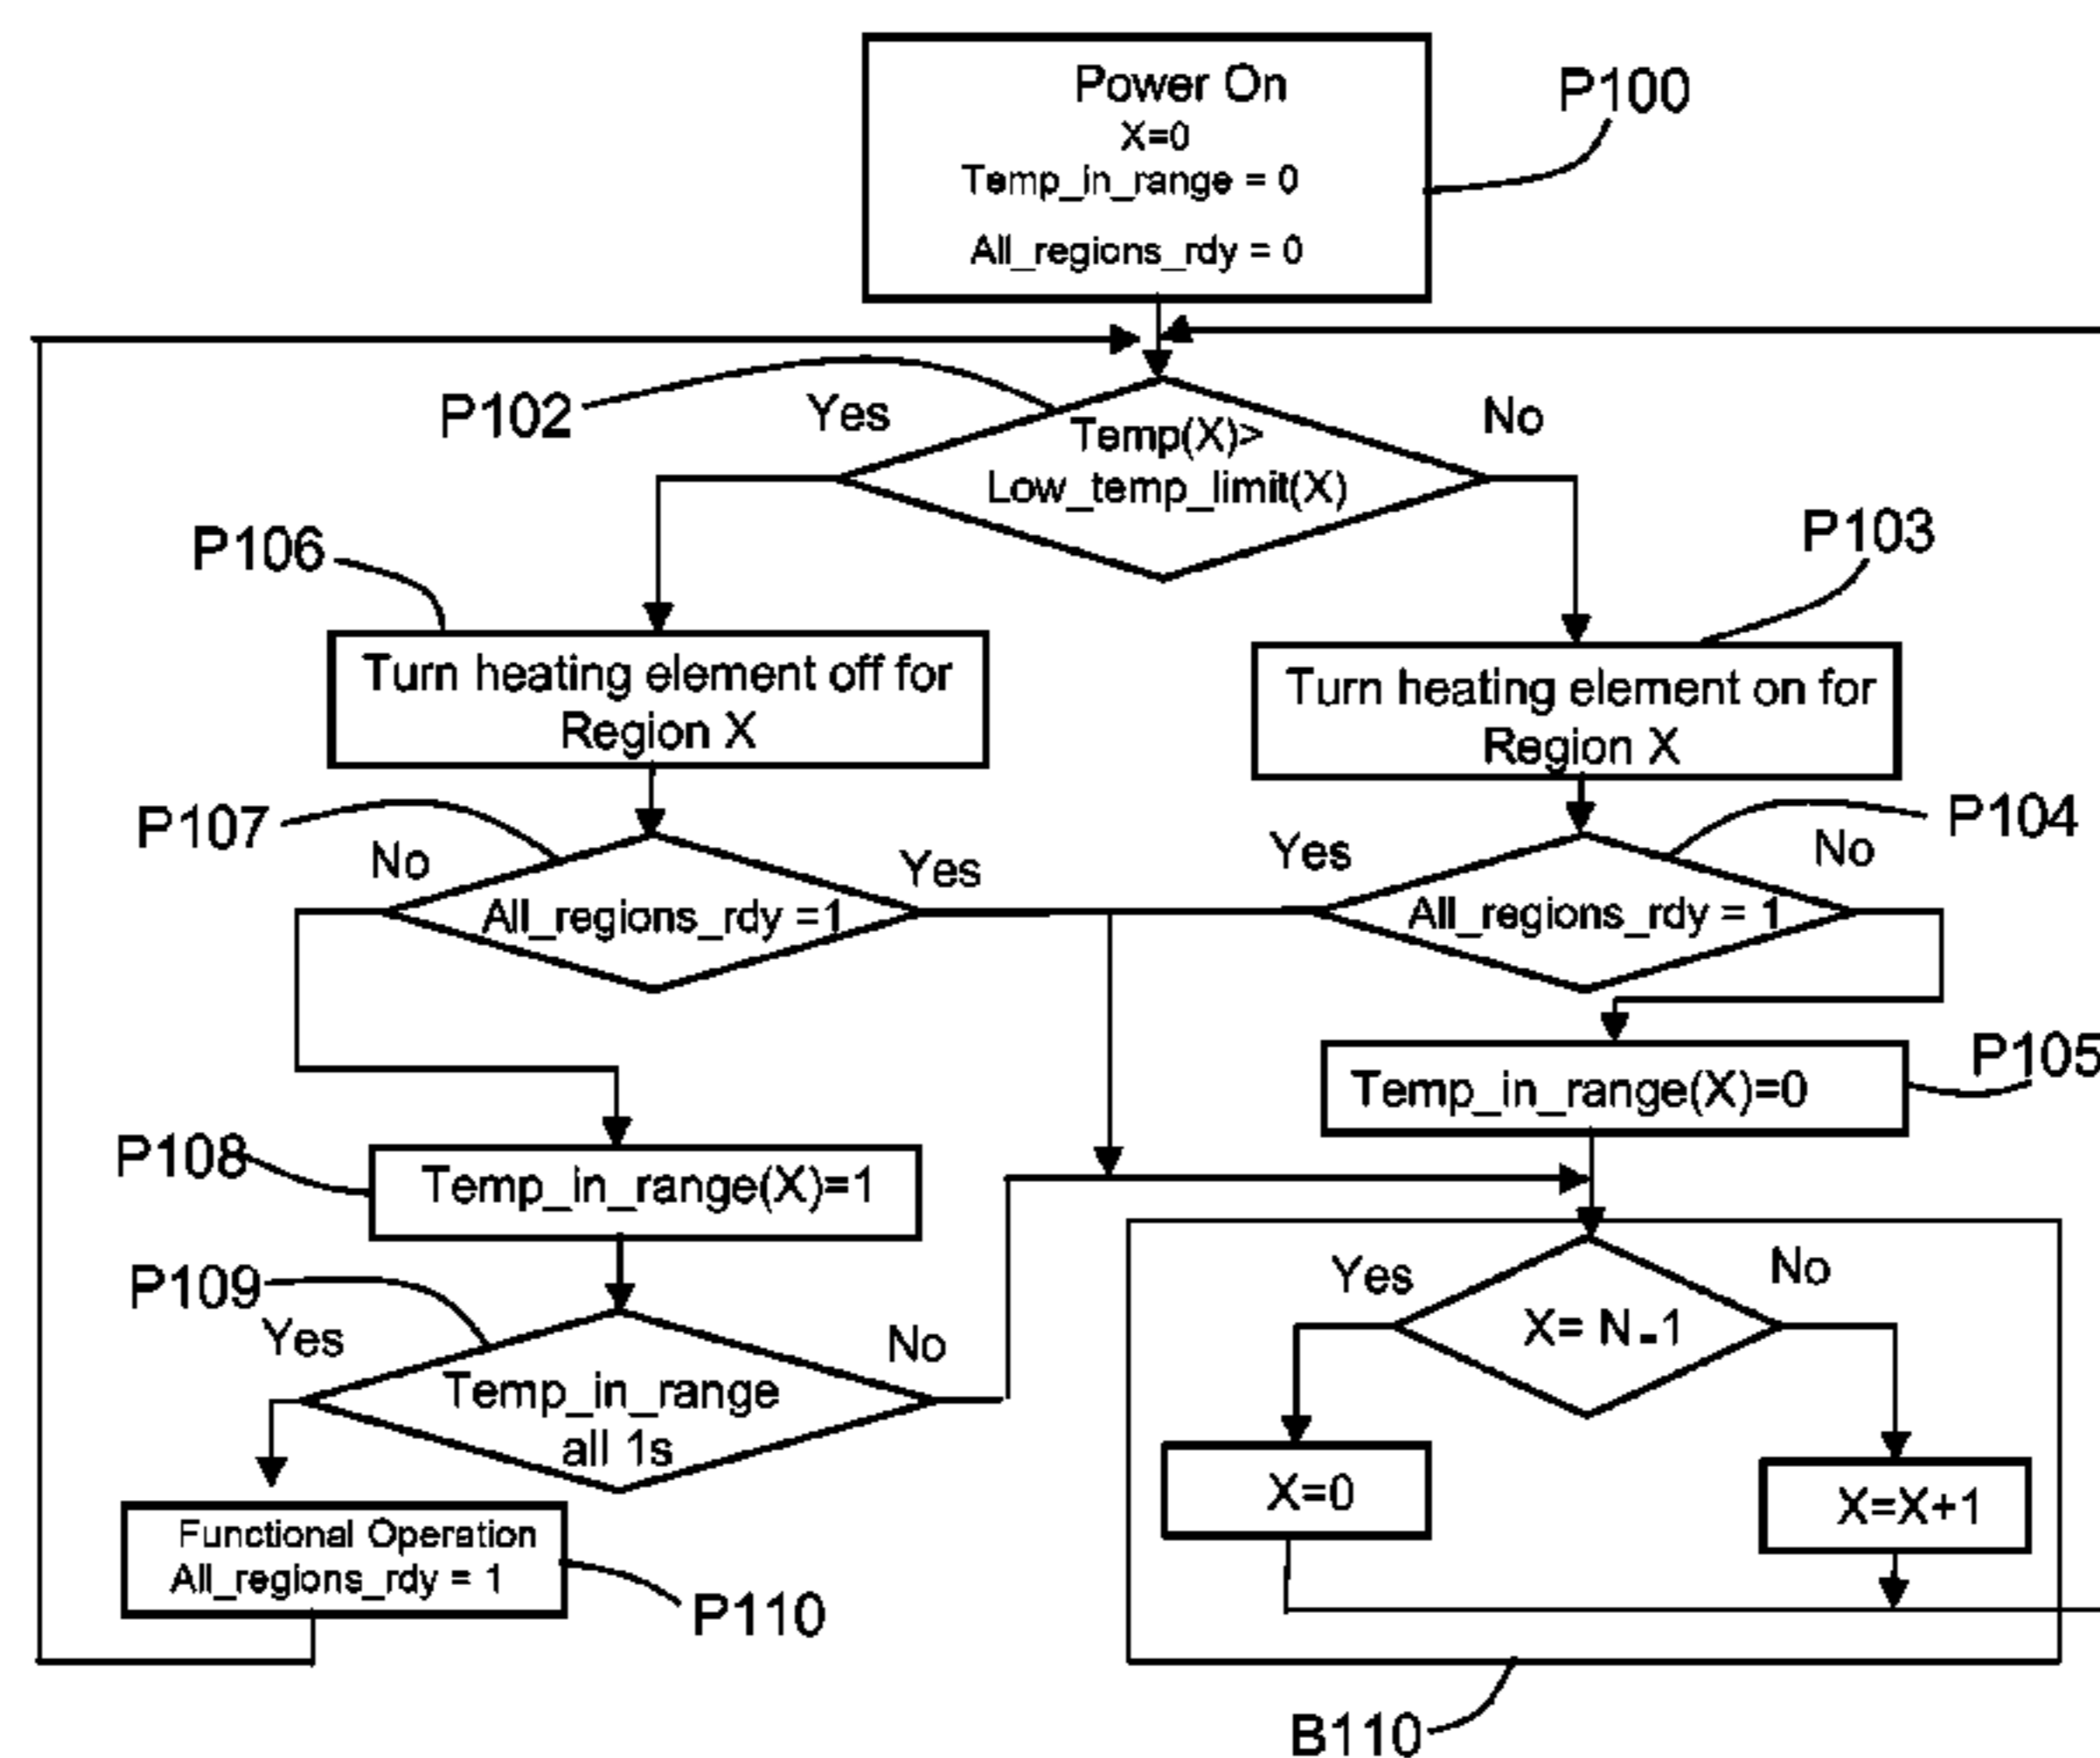 Power On
X=0
Temp_in_range = 0
All_regions_rdy = 0
P100
P102
Yes
Temp(X)>
Low_temp_limit(X)
No
P106
P103
Turn heating element off for
Region X
Turn heating element on for
Region X
P107
No
All_regions_rdy =1
Yes
Yes
All_regions_rdy = 1
No
P104
P105
Temp_in_range(X)=0
P108
Temp_in_range(X)=1
P109
Yes
Temp_in_range
all 1s
No
Yes
X= N-1
No
X=0
X=X+1
Functional Operation
All_regions_rdy = 1
P110
B110